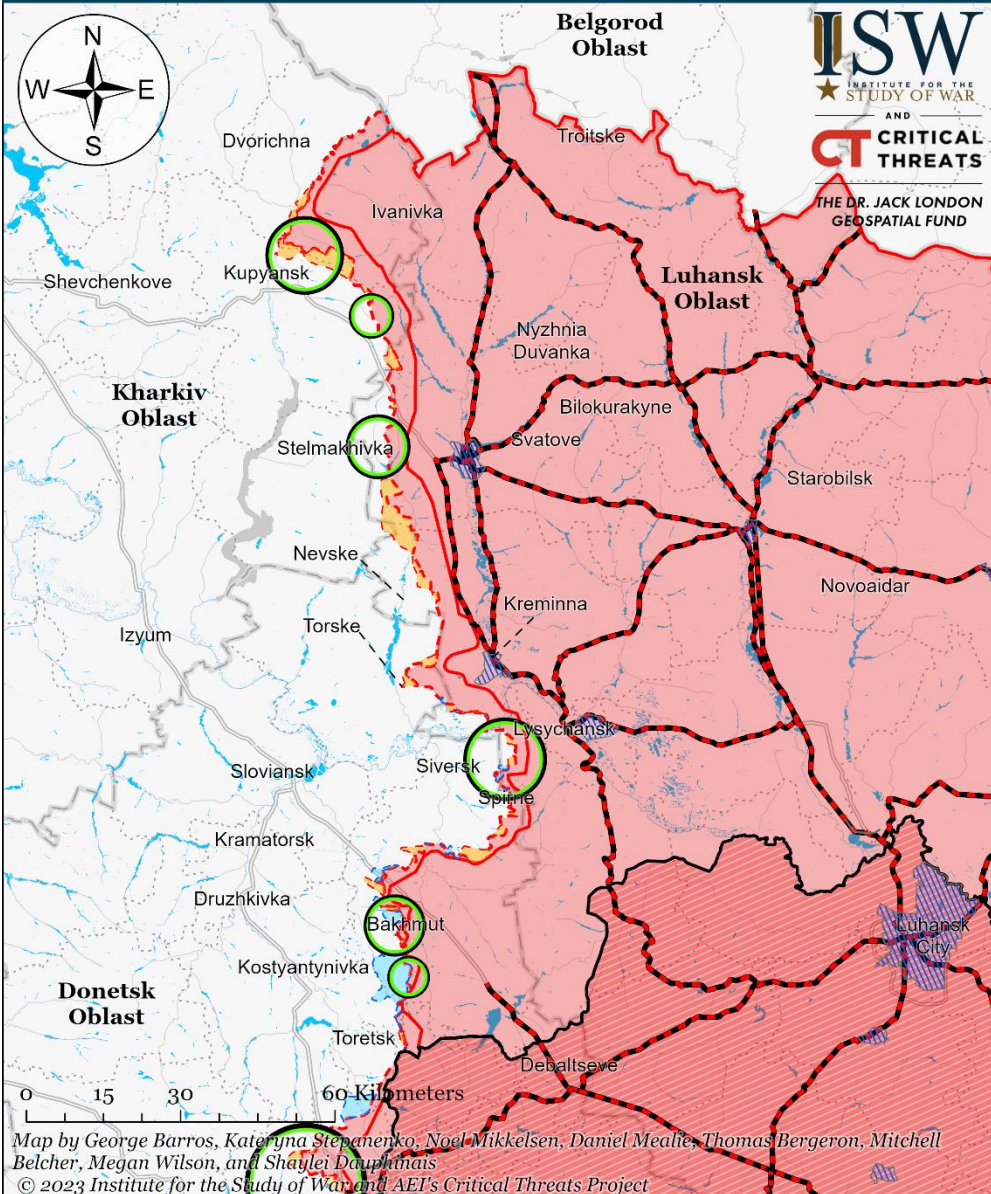 Belgorod
Oblast
ISW
INSTITUTE FOR THE
STUDY OF WAR
AND
CT CRITICAL
THREATS
THE DR. JACK LONDON
GEOSPATIAL FUND
N
W E
S
Dvorichna
Troitske
Ivanivka
Kupyansk
Shevchenkove
Luhansk
Oblast
Nyzhnia
Duvanka
Kharkiv
Oblast
Bilokurakyne
Svatove
Stelmakhivka
Starobilsk
Nevske
Novoaidar
Kreminna
Torske
Izyum
Lysychansk
Siversk
Sloviansk
Spirne
Kramatorsk
Druzhkivka
Bakhmut
Luhansk
City
Kostyantynivka
Donetsk
Oblast
Toretsk
Debaltseve
0 15 30 60 Kilometers
Map by George Barros, Kateryna Stepanenko, Noel Mikkelsen, Daniel Mealie, Thomas Bergeron, Mitchell
Belcher, Megan Wilson, and Shaylei Dauphinais
© 2023 Institute for the Study of War and AEI's Critical Threats Project